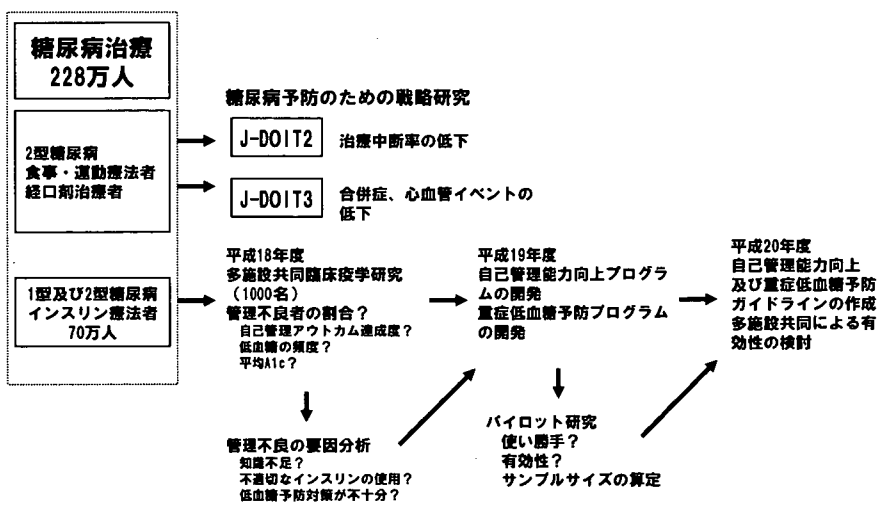 糖尿病治療
228万人
2型糖尿病
食事・運動療法者
経口剤治療者
1型及び2型糖尿病
インスリン療法者
70万人
糖尿病予防のための戦略研究
J-DOIT2
治療中断率の低下
J-DOIT3
合併症、心血管イベントの
低下
平成18年度
多施設共同臨床疫学研究
（1000名）
管理不良者の割合？
自己管理アウトカム達成度？
低血糖の頻度？
平均A1c？
管理不良の要因分析
知識不足？
不適切なインスリンの使用？
低血糖予防対策が不十分？
平成19年度
自己管理能力向上プログラ
ムの開発
重症低血糖予防プログラム
の開発
パイロット研究
使い勝手？
有効性？
サンプルサイズの算定
平成20年度
自己管理能力向上
及び重症低血糖予防
ガイドラインの作成
多施設共同による有
効性の検討